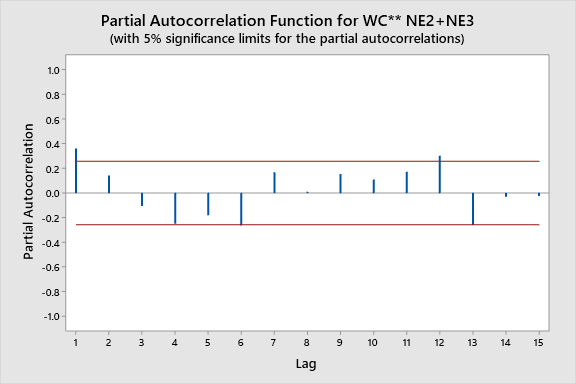 Partial Autocorrelation Function for WC** NE2+NE3
(with 5% significance limits for the partial autocorrelations)
1.0
0.8
0.6
0.4
0.2
0.0
-0.2
-0.4
-0.6
-0.8
-1.0
Partial Autocorrelation
1 2 3 4 5 6 7 8 9 10 11 12 13 14 15
Lag